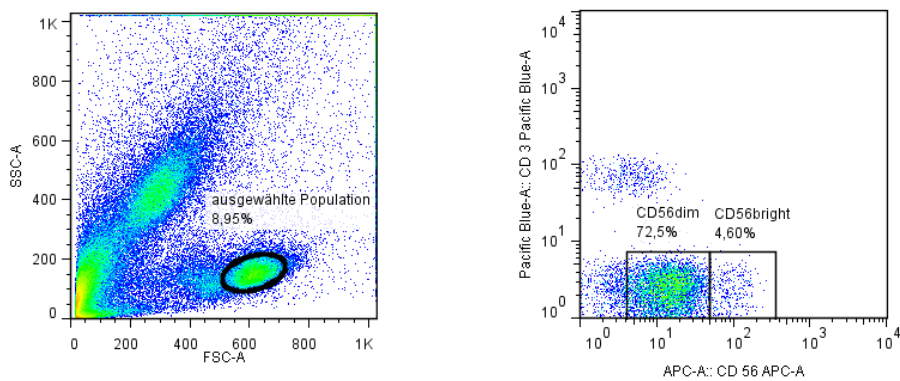 1K
800
600
400
200
0
SSC-A
ausgewählte Population
8,95%
0 200 400 600 800 1K
FSC-A
10^4
10^3
10^2
10^1
10^0
Pacific Blue-A:: CD 3 Pacific Blue-A
CD56dim
72,5%
CD56bright
4,60%
10^0 10^1 10^2 10^3 10^4
APC-A:: CD 56 APC-A